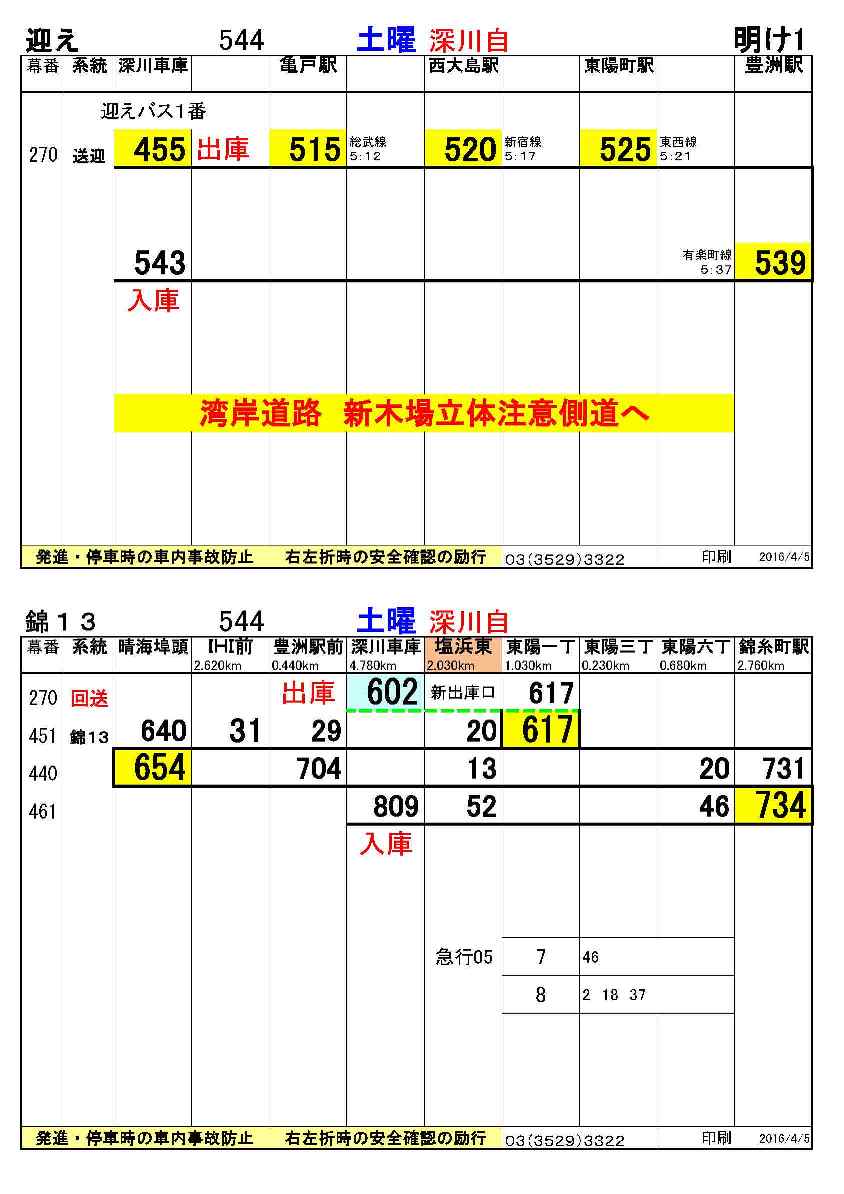 迎え 544 土曜 深川自 明け1
幕番 系統 深川車庫 亀戸駅 西大島駅 東陽町駅 豊洲駅
迎えバス1番
270 送迎 455 出庫 515 総武線 5:12 520 新宿線 5:17 525 東西線 5:21
543 有楽町線 5:37 539
入庫
湾岸道路 新木場立体注意側道へ
発進・停車時の車内事故防止 右左折時の安全確認の励行 03(3529)3322 印刷 2016/4/5
錦13 544 土曜 深川自
幕番 系統 晴海埠頭 IHI前 豊洲駅前 深川車庫 塩浜東 東陽一丁 東陽三丁 東陽六丁 錦糸町駅
2.620km 0.440km 4.780km 2.030km 1.030km 0.230km 0.680km 2.760km
270 回送 出庫 602 新出庫口 617
451 錦13 640 31 29 20 617
440 654 704 13 20 731
461 809 52 46 734
入庫
急行05 7 46
8 2 18 37
発進・停車時の車内事故防止 右左折時の安全確認の励行 03(3529)3322 印刷 2016/4/5